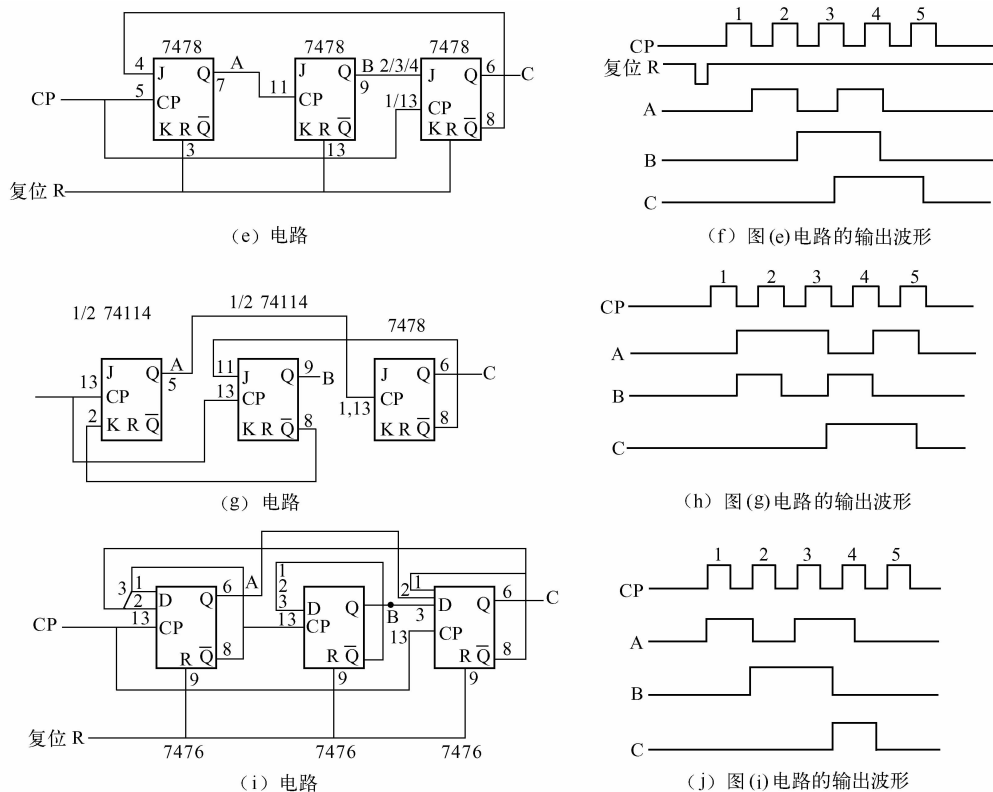 7478 7478 7478
4 J Q A 7 11 J Q B 2/3/4 9 J Q 6 C
CP 5 CP CP 1/13 CP
K R Q̅ K R Q̅ K R Q̅ 8
3 13
复位 R
(e) 电路
1 2 3 4 5
CP
复位 R
A
B
C
(f) 图(e)电路的输出波形
1/2 74114 1/2 74114 7478
J Q A 5 11 J Q 9 B J Q 6 C
13 CP 13 CP 1,13 CP
2 K R Q̅ K R Q̅ 8 K R Q̅ 8
(g) 电路
1 2 3 4 5
CP
A
B
C
(h) 图(g)电路的输出波形
3 1 2 D Q 6 A 1 2 3 D Q B 2 1 3 D Q 6 C
CP 13 CP 13 CP 13 CP
R Q̅ 8 R Q̅ R Q̅ 8
9 9 9
复位 R
7476 7476 7476
(i) 电路
1 2 3 4 5
CP
A
B
C
(j) 图(i)电路的输出波形